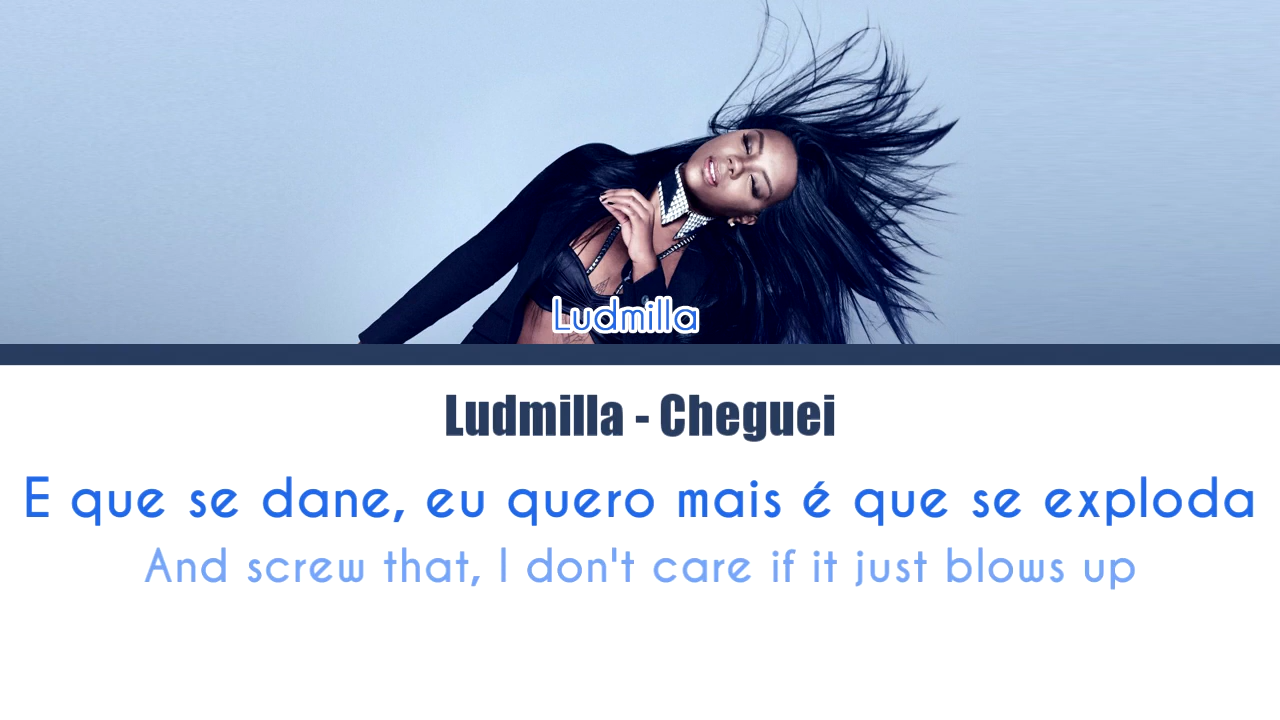 Ludmilla
Ludmilla - Cheguei
E que se dane, eu quero mais é que se exploda
And screw that, I don't care if it just blows up